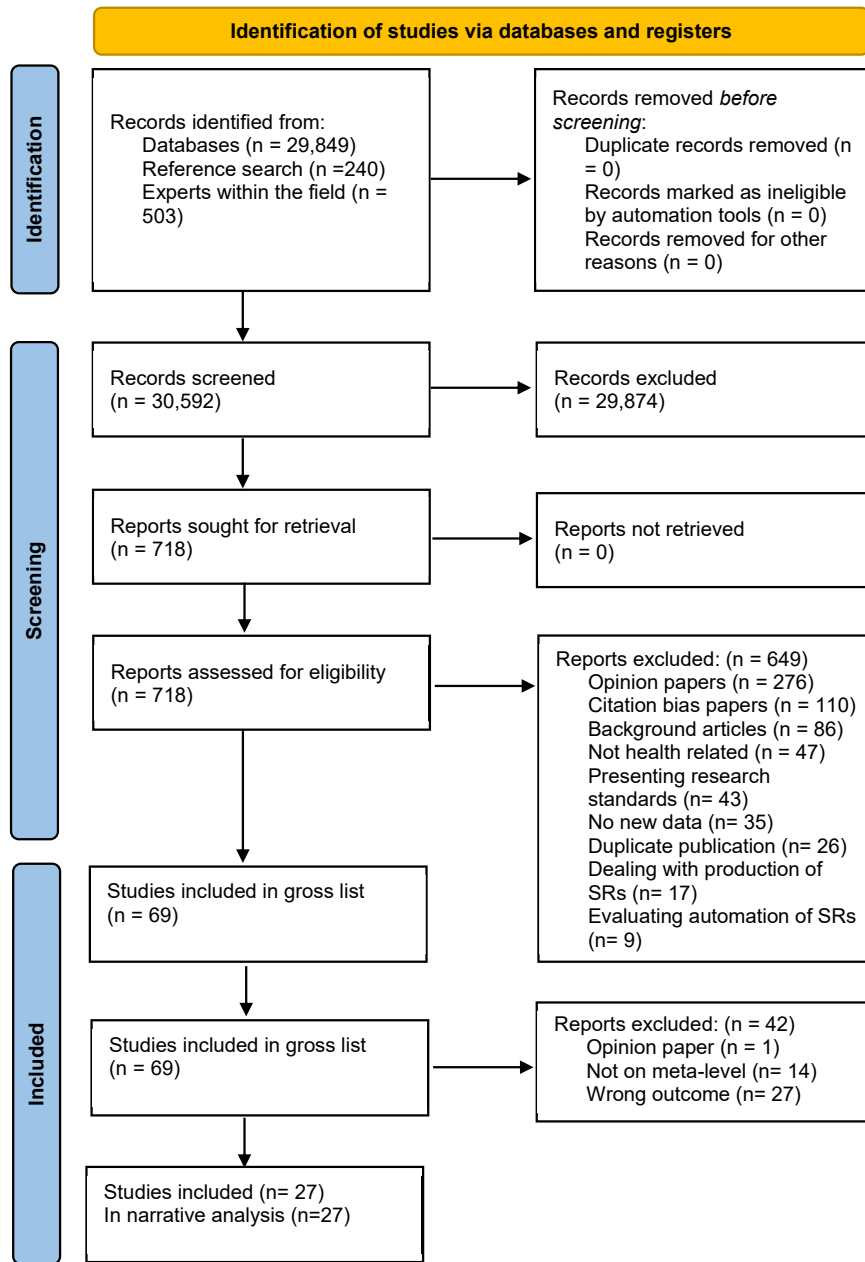 Identification of studies via databases and registers
Identification
Records identified from:
Databases (n = 29,849)
Reference search (n =240)
Experts within the field (n =
503)
Records removed before
screening:
Duplicate records removed (n
= 0)
Records marked as ineligible
by automation tools (n = 0)
Records removed for other
reasons (n = 0)
Screening
Records screened
(n = 30,592)
Records excluded
(n = 29,874)
Reports sought for retrieval
(n = 718)
Reports not retrieved
(n = 0)
Reports assessed for eligibility
(n = 718)
Reports excluded: (n = 649)
Opinion papers (n = 276)
Citation bias papers (n = 110)
Background articles (n = 86)
Not health related (n = 47)
Presenting research
standards (n= 43)
No new data (n= 35)
Duplicate publication (n= 26)
Dealing with production of
SRs (n= 17)
Evaluating automation of SRs
(n= 9)
Included
Studies included in gross list
(n = 69)
Studies included in gross list
(n = 69)
Reports excluded: (n = 42)
Opinion paper (n = 1)
Not on meta-level (n= 14)
Wrong outcome (n= 27)
Studies included (n= 27)
In narrative analysis (n=27)